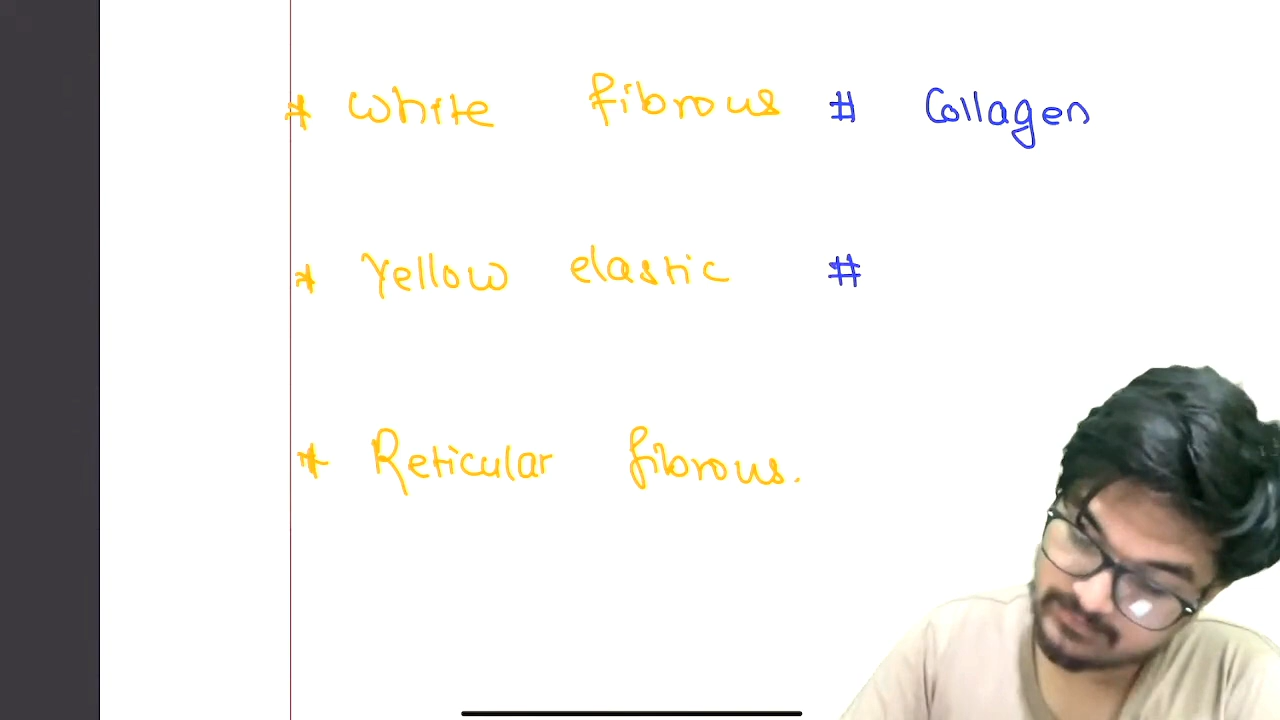 * White fibrous # Collagen
* Yellow elastic #
* Reticular fibrous.